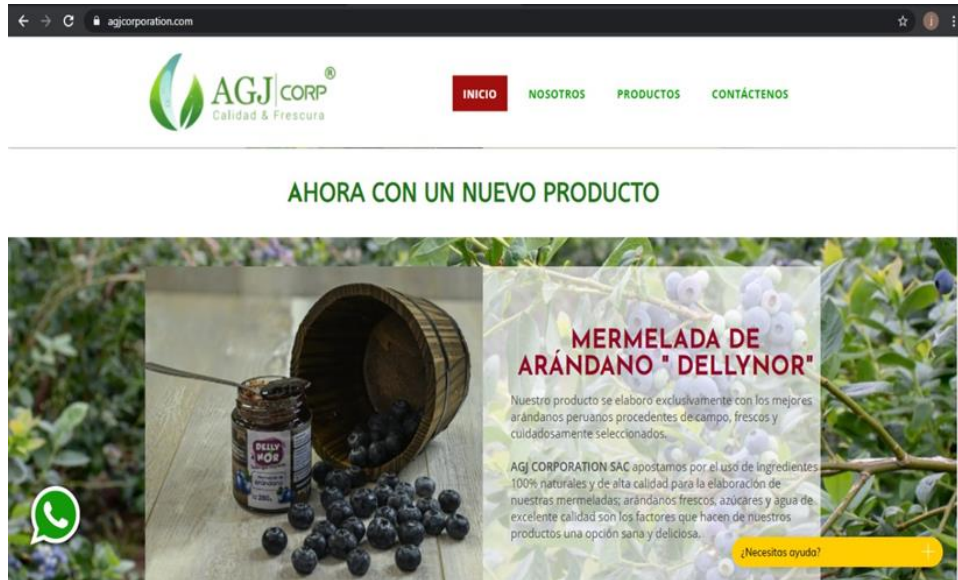 agjcorporation.com
AGJ CORP ®
Calidad & Frescura
INICIO NOSOTROS PRODUCTOS CONTÁCTENOS
AHORA CON UN NUEVO PRODUCTO
MERMELADA DE
ARÁNDANO " DELLYNOR"
Nuestro producto se elaboro exclusivamente con los mejores
arándanos peruanos procedentes de campo, frescos y
cuidadosamente seleccionados.
AGJ CORPORATION SAC apostamos por el uso de ingredientes
100% naturales y de alta calidad para la elaboración de
nuestras mermeladas; arándanos frescos, azúcares y agua de
excelente calidad son los factores que hacen de nuestros
productos una opción sana y deliciosa.
DELLY
NOR
arándano
¿Necesitas ayuda?